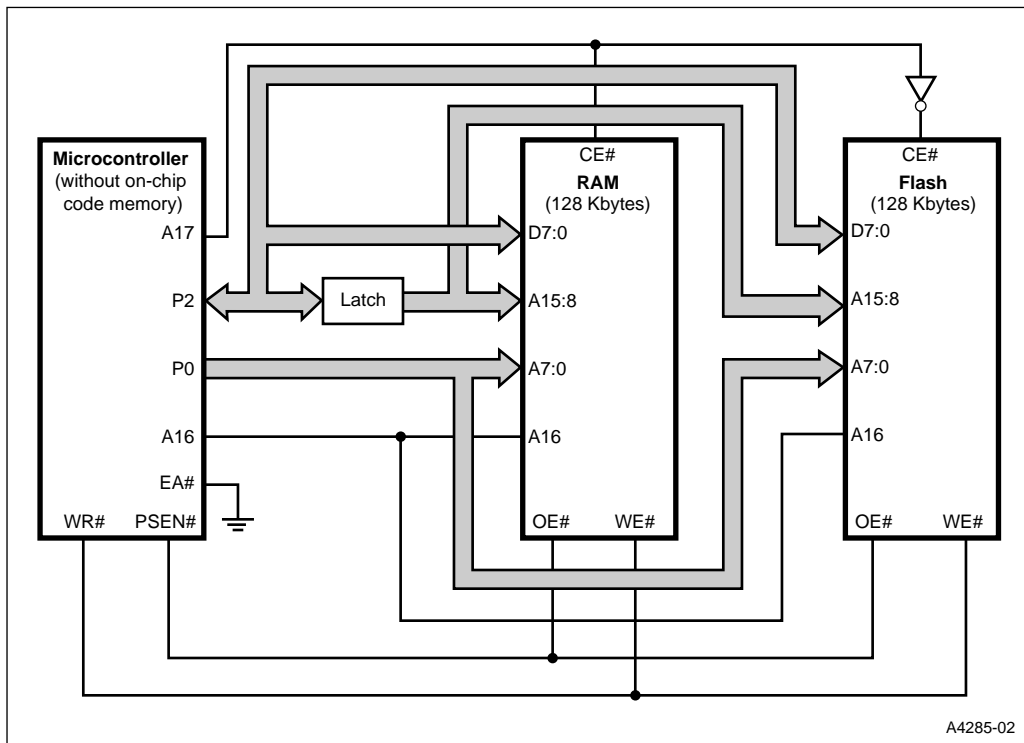 Microcontroller
(without on-chip
code memory)
A17
P2
P0
A16
EA#
WR# PSEN#
Latch
CE#
RAM
(128 Kbytes)
D7:0
A15:8
A7:0
A16
OE# WE#
CE#
Flash
(128 Kbytes)
D7:0
A15:8
A7:0
A16
OE# WE#
A4285-02